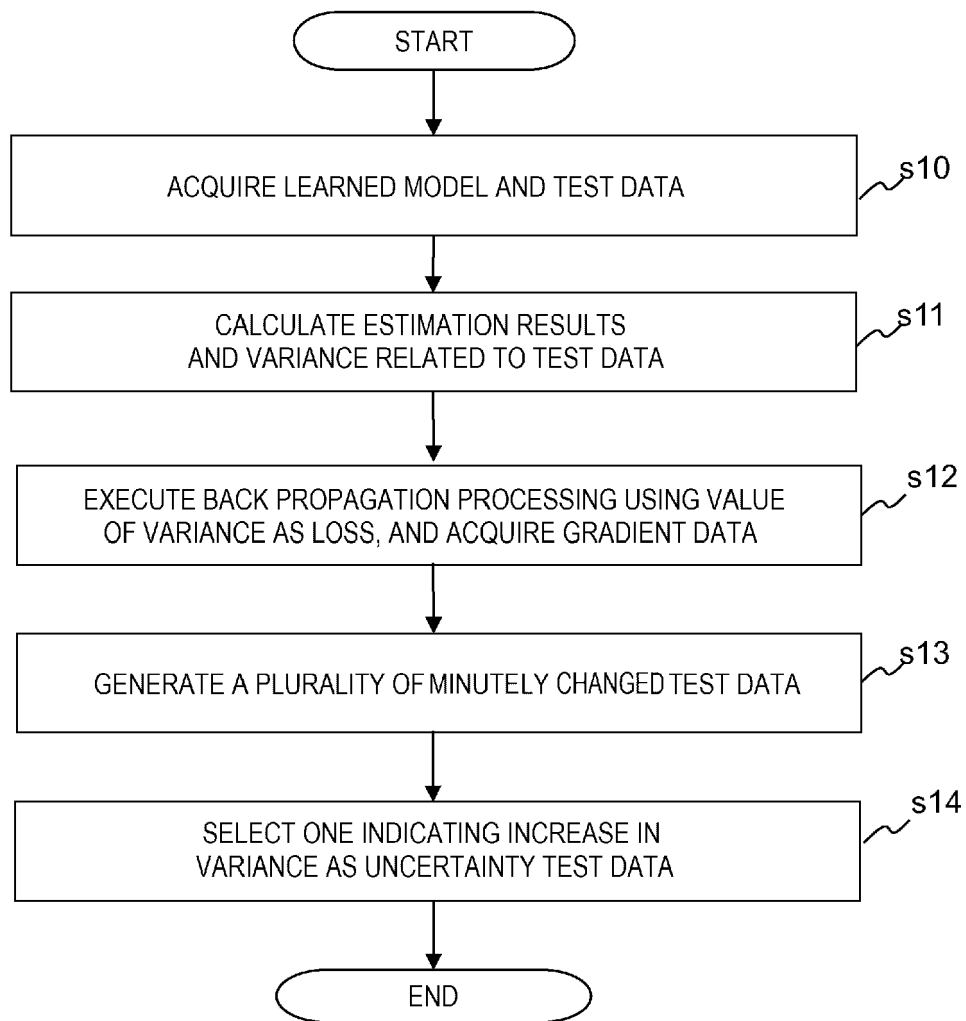 START
ACQUIRE LEARNED MODEL AND TEST DATA
s10
CALCULATE ESTIMATION RESULTS
AND VARIANCE RELATED TO TEST DATA
s11
EXECUTE BACK PROPAGATION PROCESSING USING VALUE
OF VARIANCE AS LOSS, AND ACQUIRE GRADIENT DATA
s12
GENERATE A PLURALITY OF MINUTELY CHANGED TEST DATA
s13
SELECT ONE INDICATING INCREASE IN
VARIANCE AS UNCERTAINTY TEST DATA
s14
END